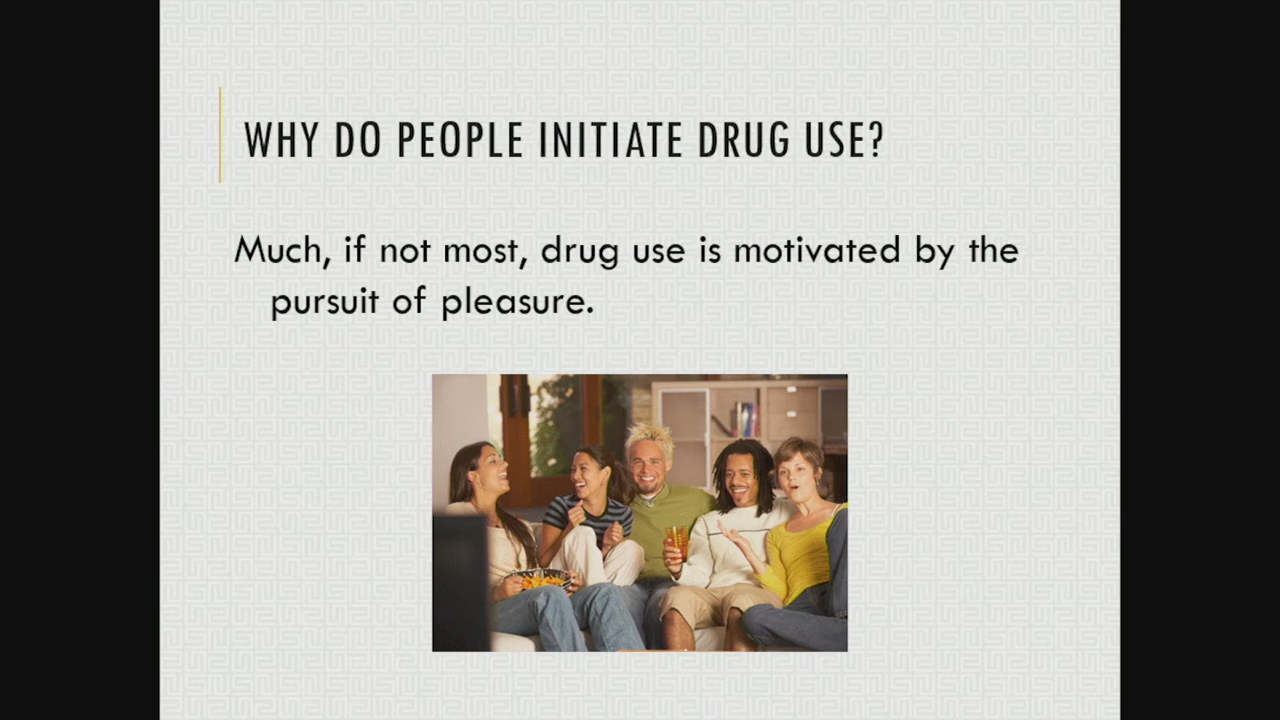 WHY DO PEOPLE INITIATE DRUG USE?
Much, if not most, drug use is motivated by the
pursuit of pleasure.